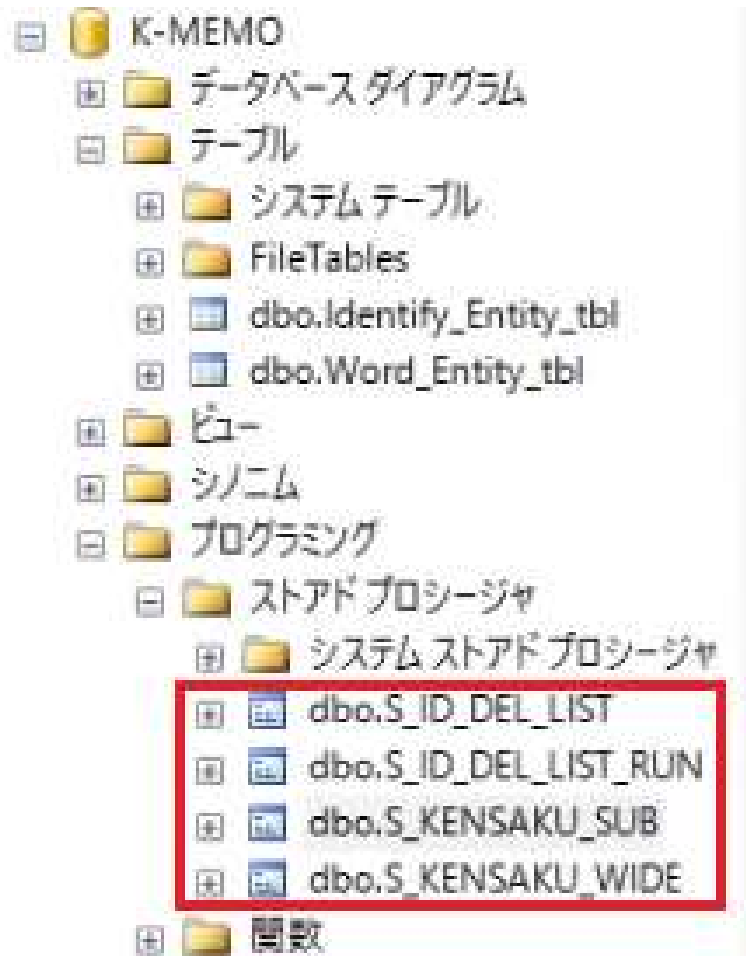 K-MEMO
データベース ダイアグラム
テーブル
システム テーブル
FileTables
dbo.Identify_Entity_tbl
dbo.Word_Entity_tbl
ビュー
シノニム
プログラミング
ストアド プロシージャ
システム ストアド プロシージャ
dbo.S_ID_DEL_LIST
dbo.S_ID_DEL_LIST_RUN
dbo.S_KENSAKU_SUB
dbo.S_KENSAKU_WIDE
関数